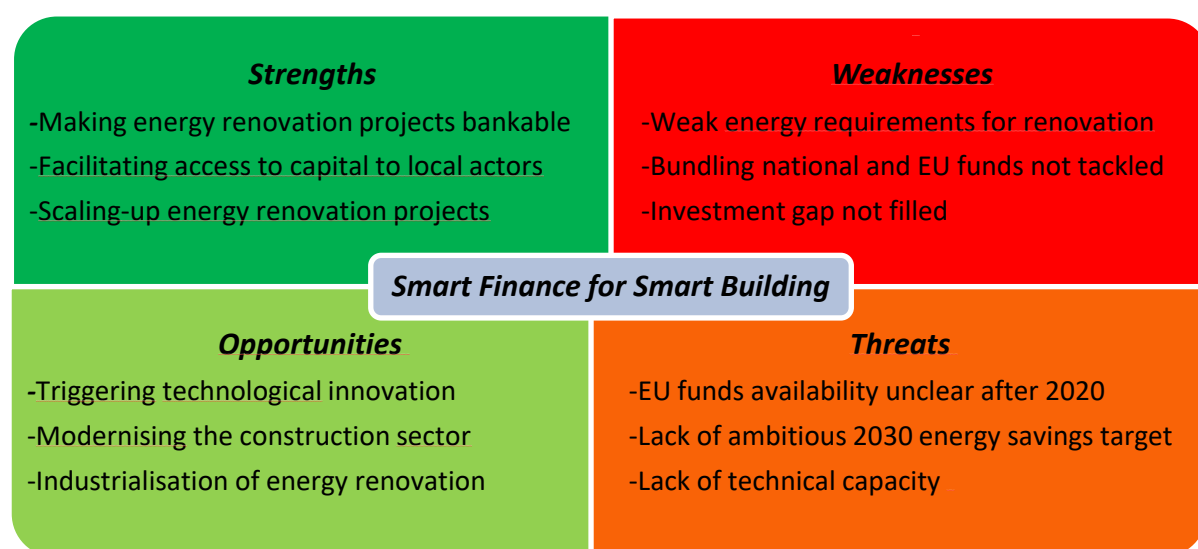 Strengths
-Making energy renovation projects bankable
-Facilitating access to capital to local actors
-Scaling-up energy renovation projects
Weaknesses
-Weak energy requirements for renovation
-Bundling national and EU funds not tackled
-Investment gap not filled
Smart Finance for Smart Building
Opportunities
-Triggering technological innovation
-Modernising the construction sector
-Industrialisation of energy renovation
Threats
-EU funds availability unclear after 2020
-Lack of ambitious 2030 energy savings target
-Lack of technical capacity